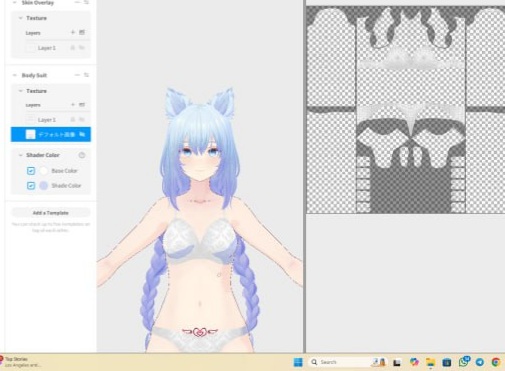 Skin Overlay
Texture
Layers
Layer 1
Body Suit
Texture
Layers
Layer 1
デフォルト画像
Shader Color
Base Color
Shade Color
Add a Template
Top Stories
Los Angeles and...
Search